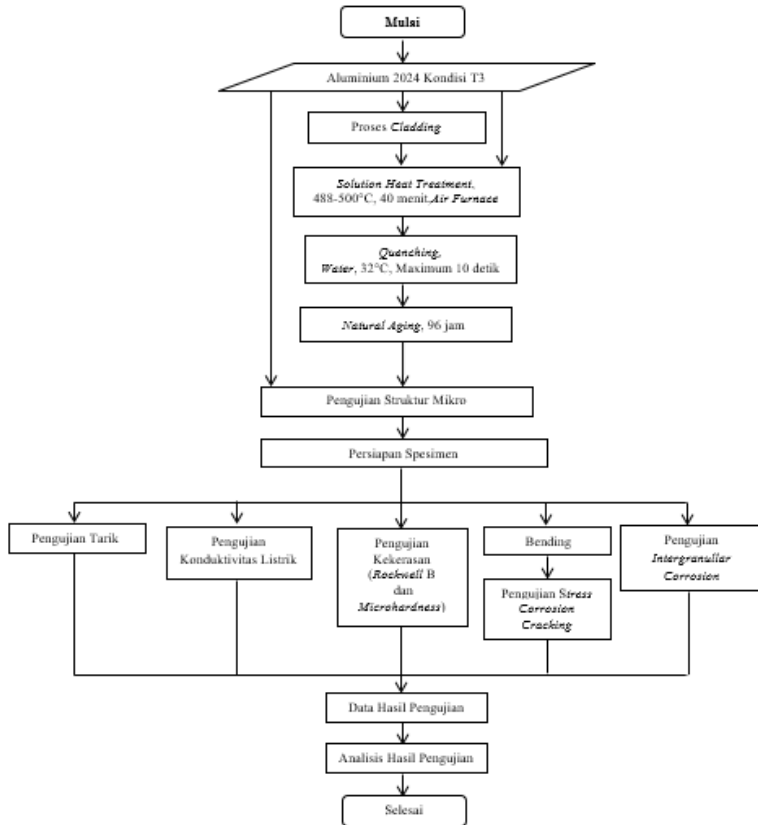 Mulai
Aluminium 2024 Kondisi T3
Proses Cladding
Solution Heat Treatment,
488-500°C, 40 menit,Air Furnace
Quenching,
Water, 32°C, Maximum 10 detik
Natural Aging, 96 jam
Pengujian Struktur Mikro
Persiapan Spesimen
Pengujian Tarik
Pengujian
Konduktivitas Listrik
Pengujian
Kekerasan
(Rockwell B
dan
Microhardness)
Bending
Pengujian Stress
Corrosion
Cracking
Pengujian
Intergranullar
Corrosion
Data Hasil Pengujian
Analisis Hasil Pengujian
Selesai